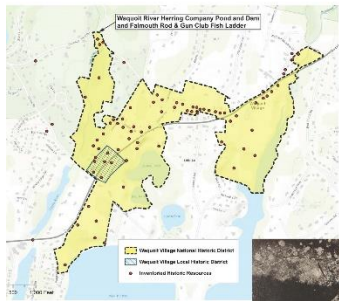 Waquoit River Herring Company Pond and Dam
and Falmouth Rod & Gun Club Fish Ladder
Waquoit Village National Historic District
Waquoit Village Local Historic District
Inventoried Historic Resources